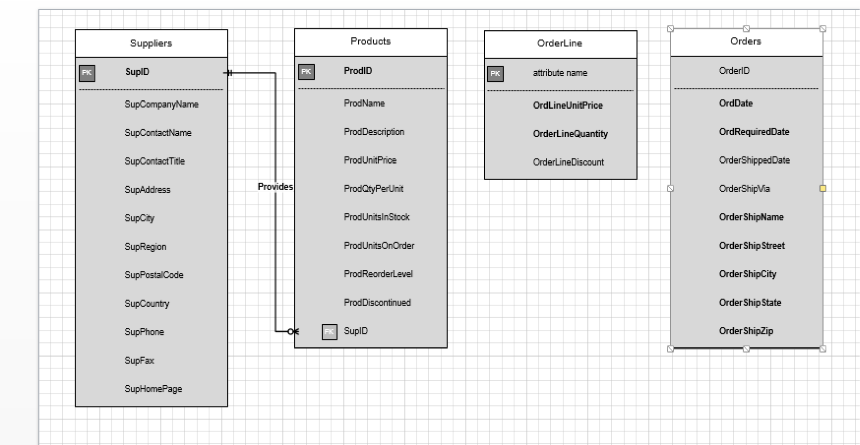 Suppliers
PK SupID
SupCompanyName
SupContactName
SupContactTitle
SupAddress
SupCity
SupRegion
SupPostalCode
SupCountry
SupPhone
SupFax
SupHomePage
Provides
Products
PK ProdID
ProdName
ProdDescription
ProdUnitPrice
ProdQtyPerUnit
ProdUnitsInStock
ProdUnitsOnOrder
ProdReorderLevel
ProdDiscontinued
SupID
OrderLine
PK attribute name
OrdLineUnitPrice
OrderLineQuantity
OrderLineDiscount
Orders
OrderID
OrdDate
OrdRequiredDate
OrderShippedDate
OrderShipVia
OrderShipName
OrderShipStreet
OrderShipCity
OrderShipState
OrderShipZip